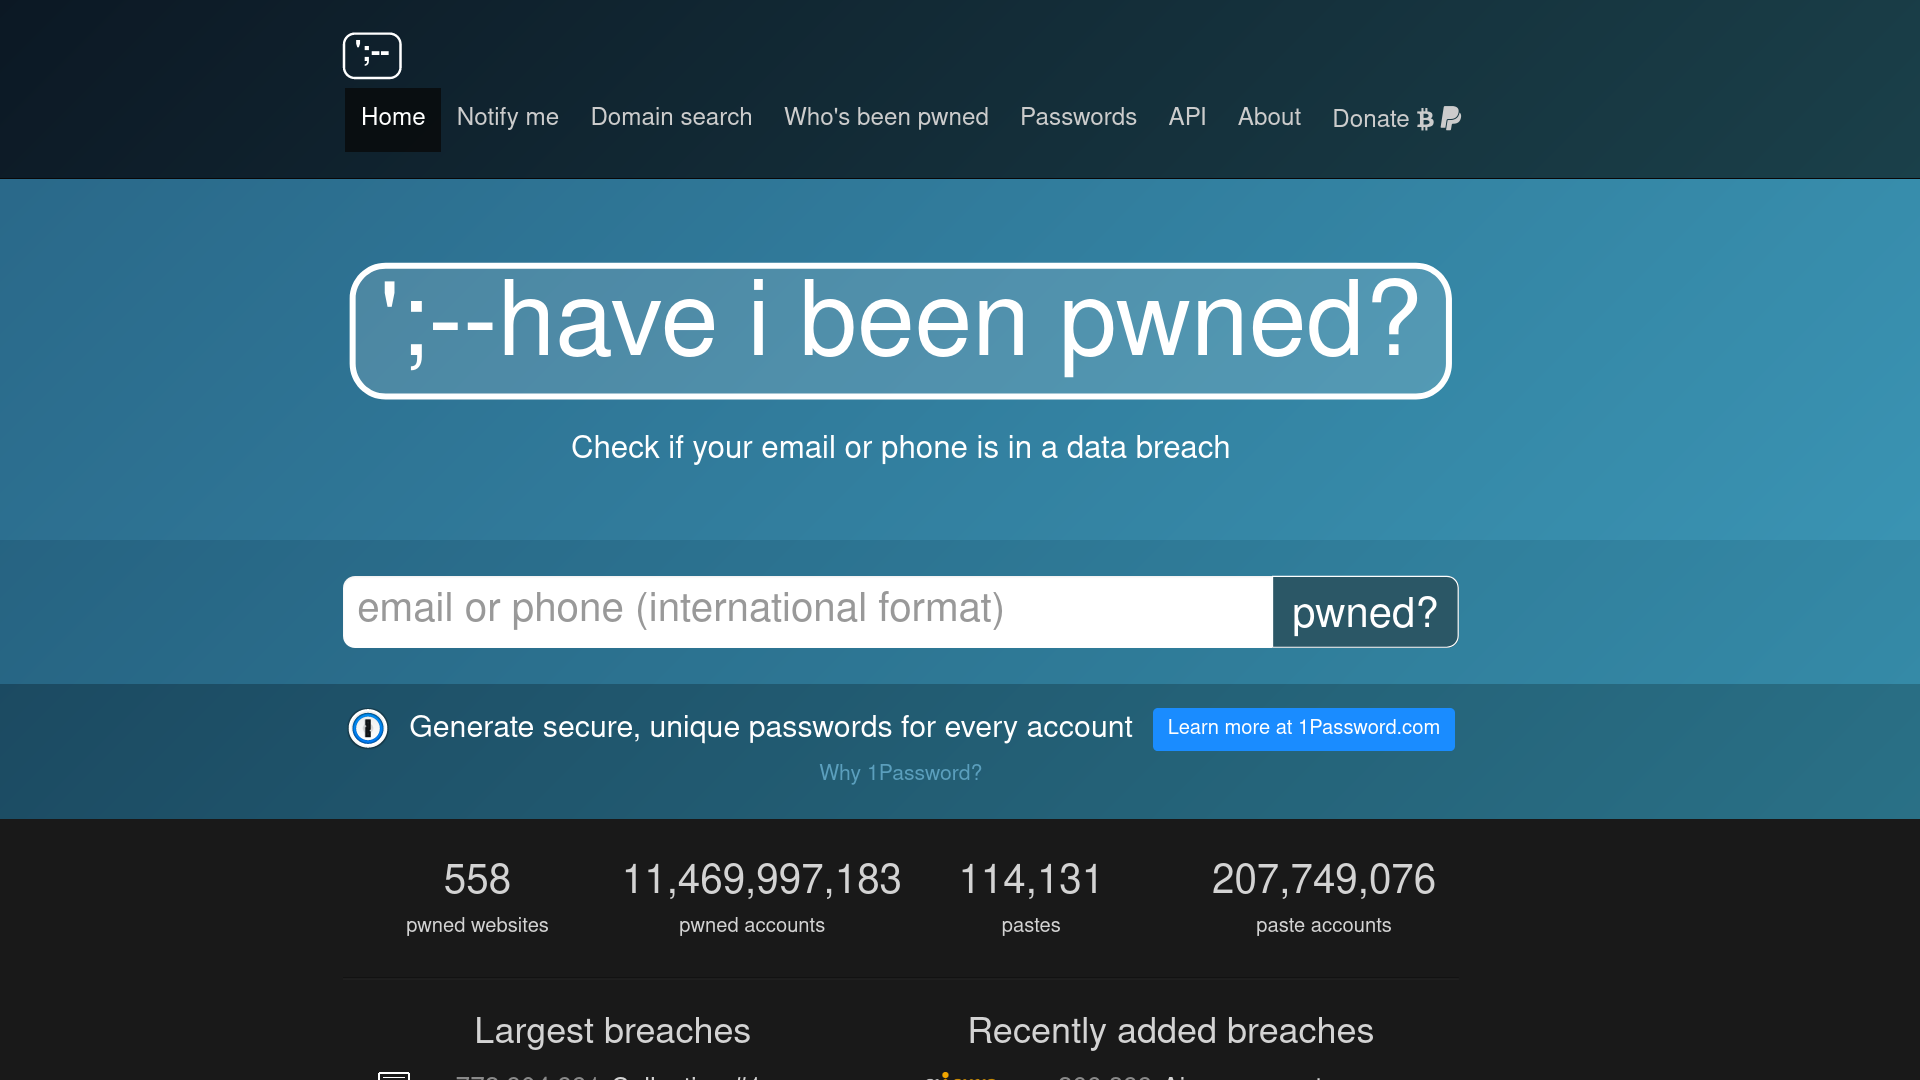 ';--
Home Notify me Domain search Who's been pwned Passwords API About Donate
';--have i been pwned?
Check if your email or phone is in a data breach
email or phone (international format) pwned?
Generate secure, unique passwords for every account Learn more at 1Password.com
Why 1Password?
558 11,469,997,183 114,131 207,749,076
pwned websites pwned accounts pastes paste accounts
Largest breaches Recently added breaches